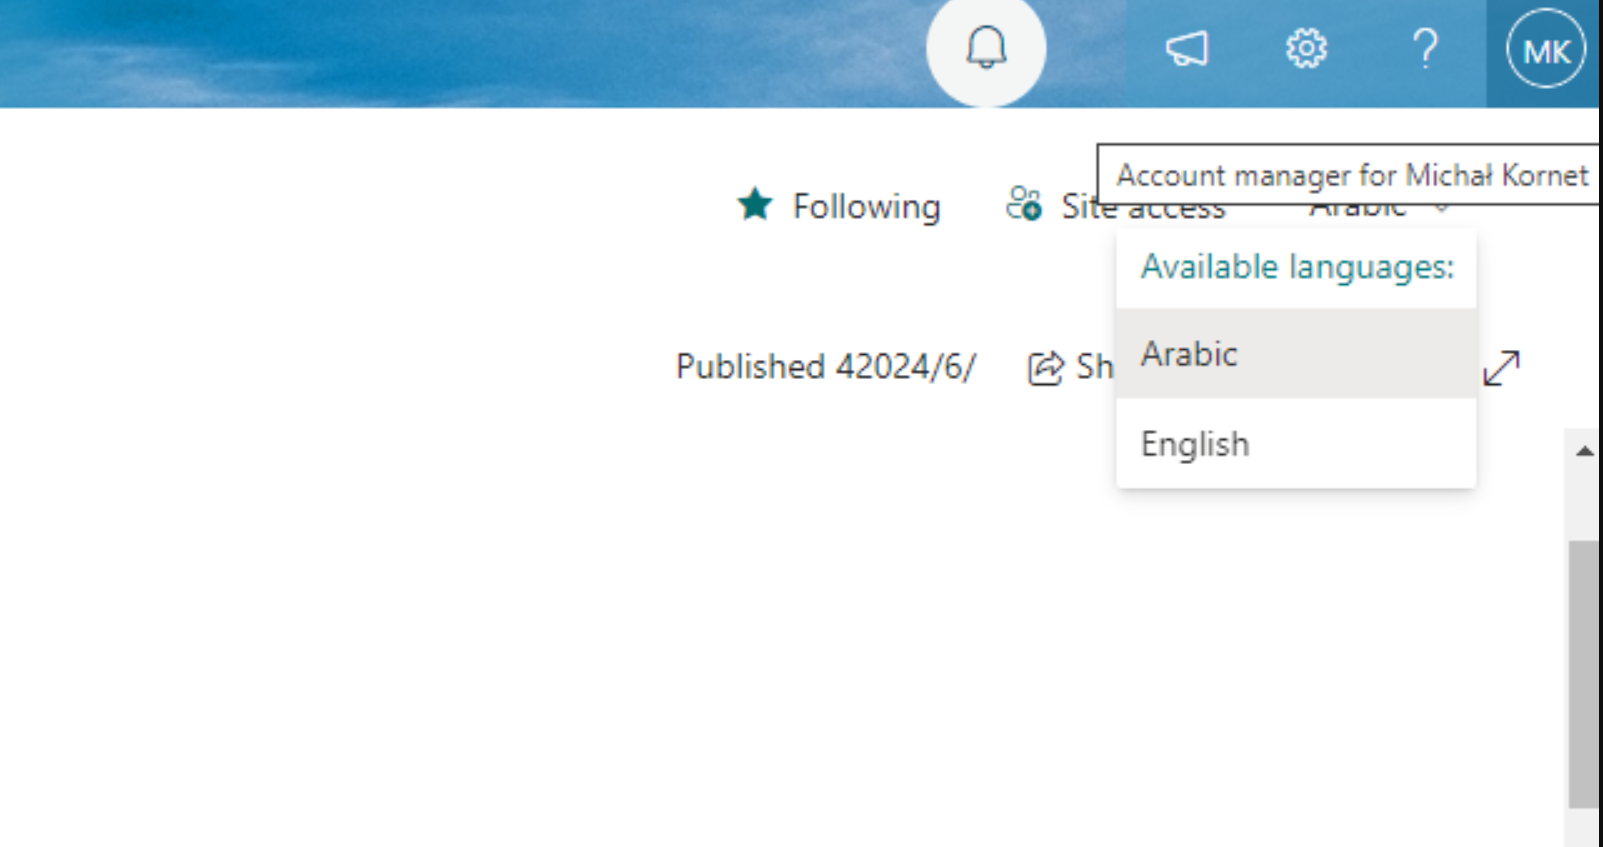 MK
Account manager for Michał Kornet
Following
Site access
Arabic
Available languages:
Published 42024/6/
Sh
Arabic
English